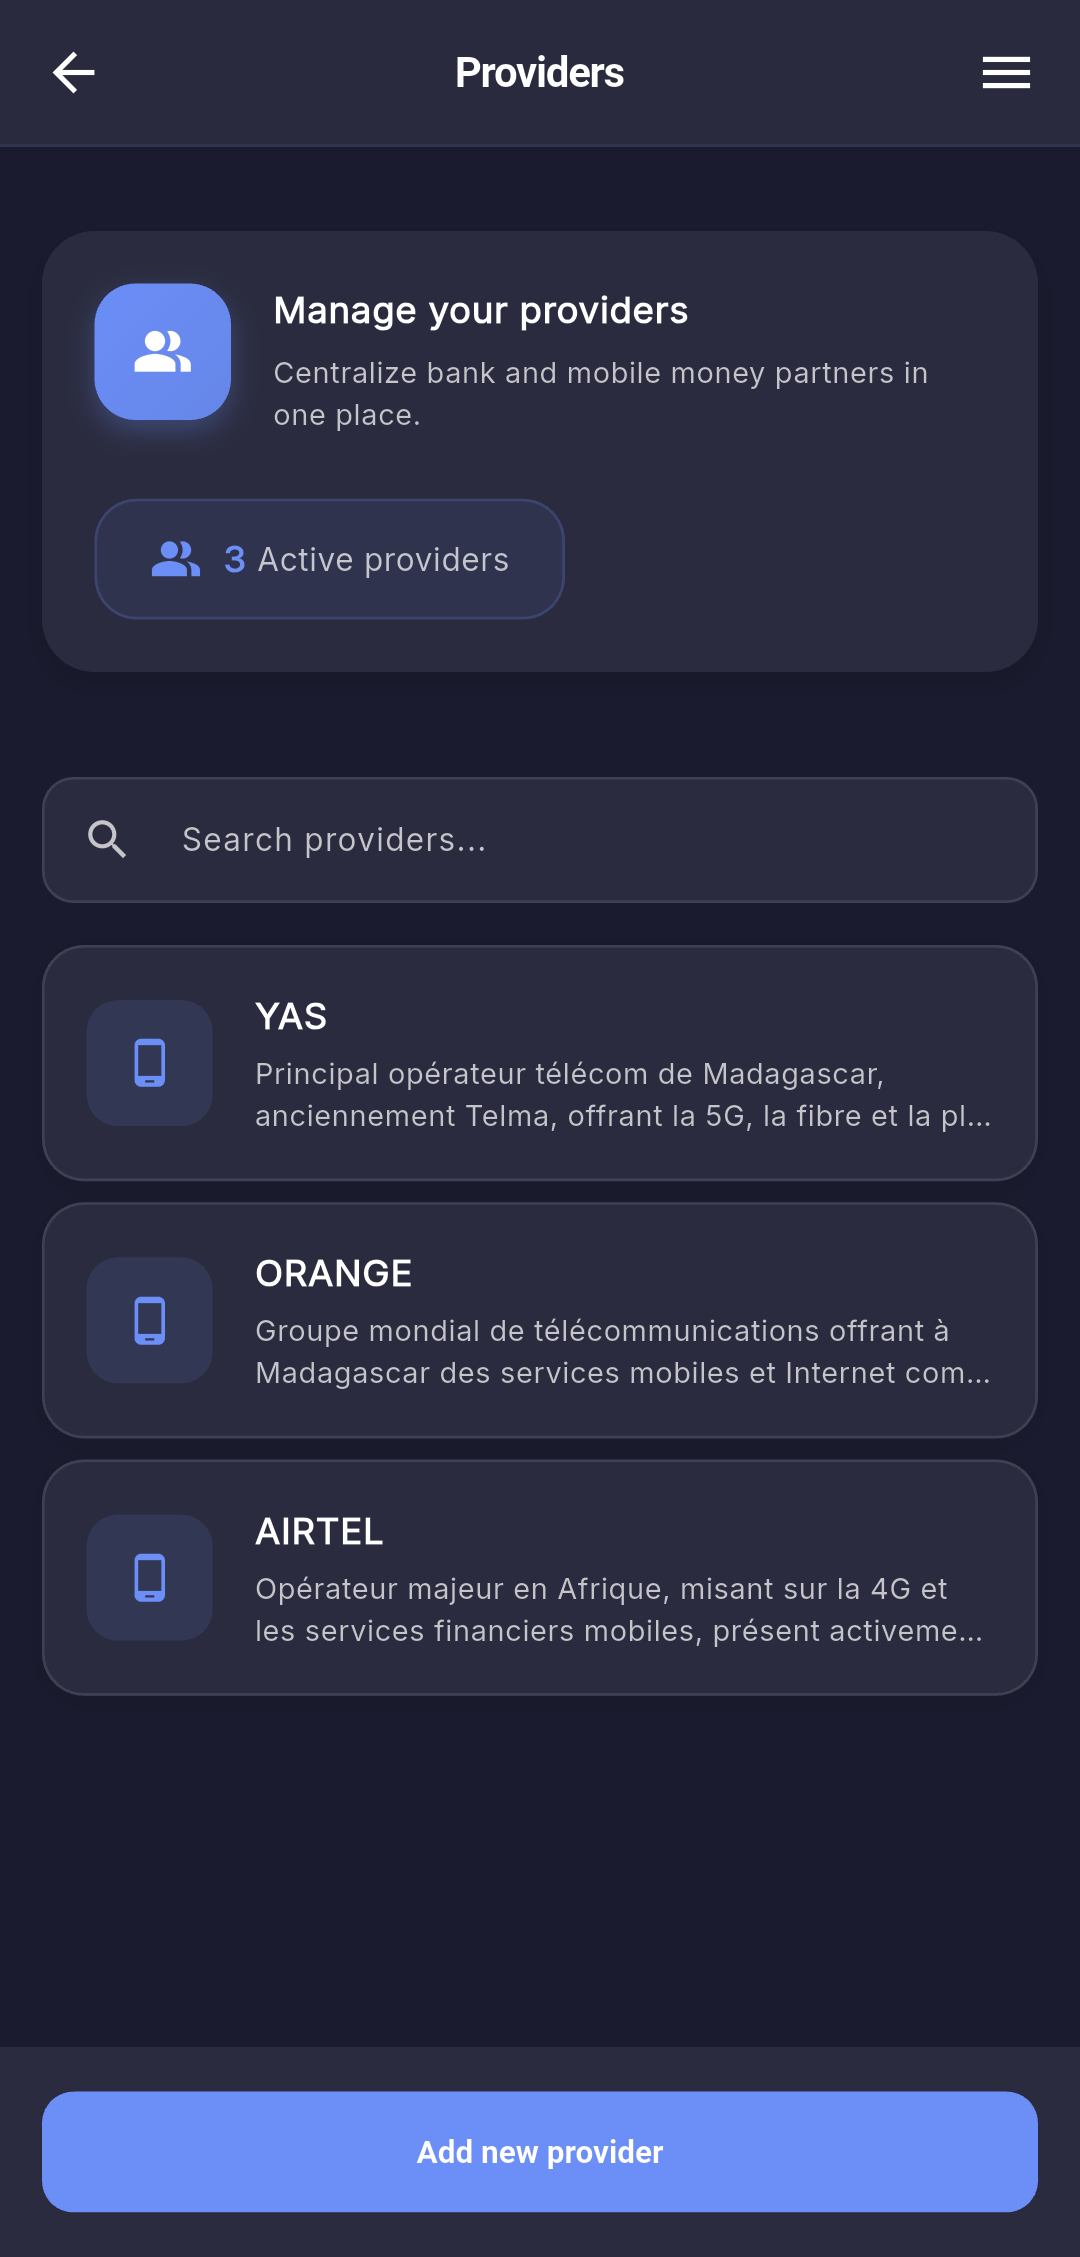 Providers
Manage your providers
Centralize bank and mobile money partners in
one place.
3 Active providers
Search providers...
YAS
Principal opérateur télécom de Madagascar,
anciennement Telma, offrant la 5G, la fibre et la pl...
ORANGE
Groupe mondial de télécommunications offrant à
Madagascar des services mobiles et Internet com...
AIRTEL
Opérateur majeur en Afrique, misant sur la 4G et
les services financiers mobiles, présent activeme...
Add new provider